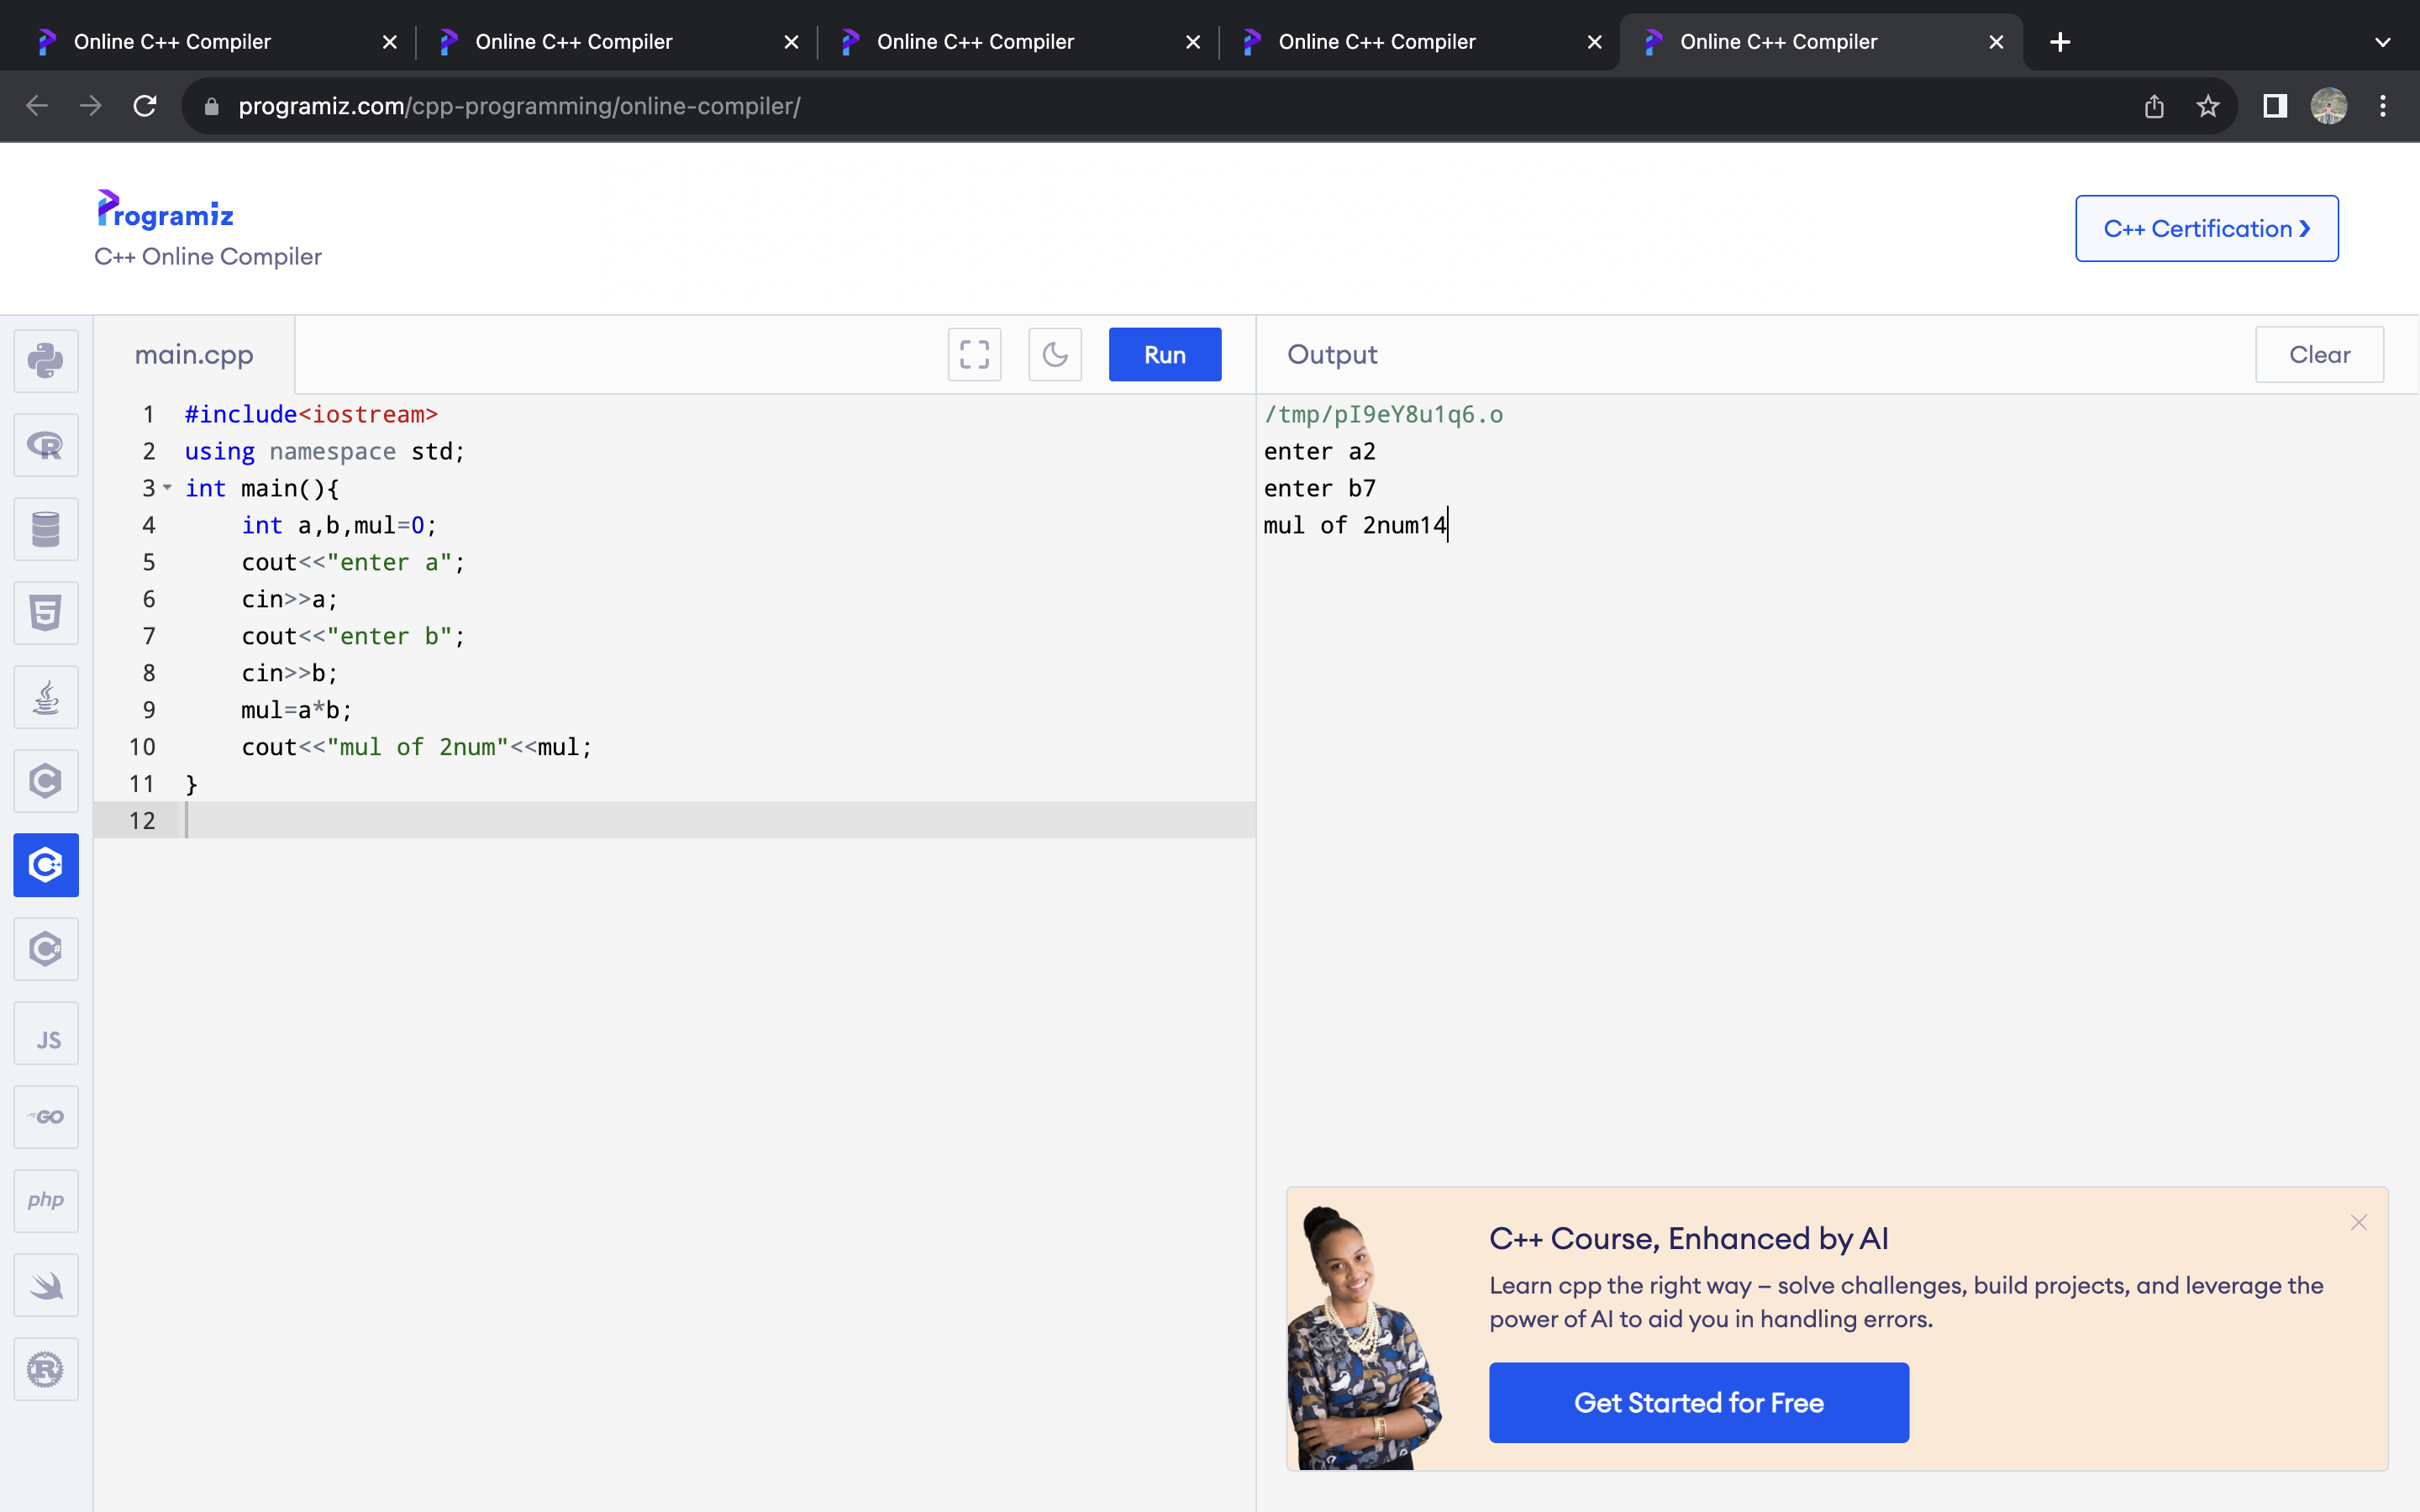 Online C++ Compiler
Online C++ Compiler
Online C++ Compiler
Online C++ Compiler
Online C++ Compiler
programiz.com/cpp-programming/online-compiler/
Programiz
C++ Online Compiler
C++ Certification ❯
main.cpp
Run
Output
Clear
1 #include<iostream>
2 using namespace std;
3 int main(){
4     int a,b,mul=0;
5     cout<<"enter a";
6     cin>>a;
7     cout<<"enter b";
8     cin>>b;
9     mul=a*b;
10     cout<<"mul of 2num"<<mul;
11 }
12
/tmp/pI9eY8u1q6.o
enter a2
enter b7
mul of 2num14
R
5
C
C++
C#
JS
GO
php
R
C++ Course, Enhanced by AI
Learn cpp the right way – solve challenges, build projects, and leverage the
power of AI to aid you in handling errors.
Get Started for Free